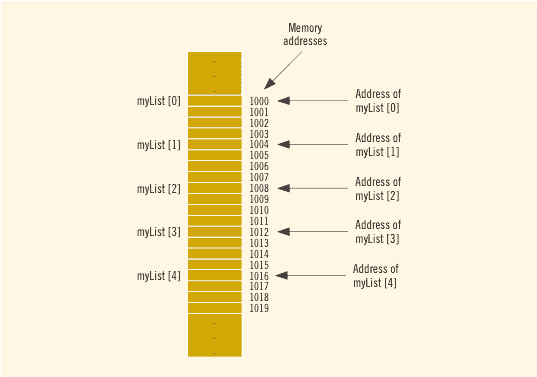 Memory
addresses
.
.
.
myList [0] 1000 Address of
myList [0]
1001
1002
1003
myList [1] 1004 Address of
myList [1]
1005
1006
1007
myList [2] 1008 Address of
myList [2]
1009
1010
1011
myList [3] 1012 Address of
myList [3]
1013
1014
1015
myList [4] 1016 Address of
myList [4]
1017
1018
1019
.
.
.